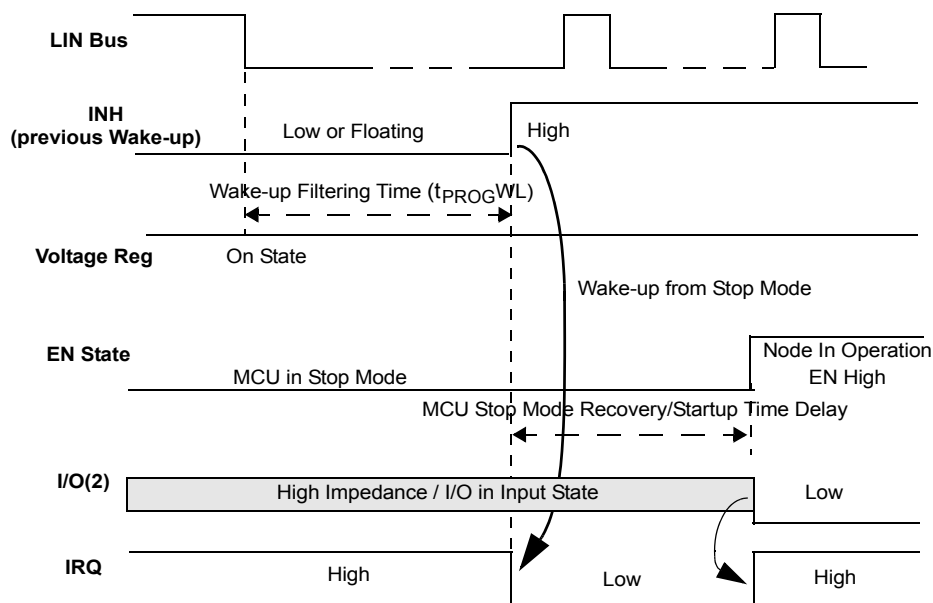 LIN Bus
INH
(previous Wake-up)
Low or Floating
High
Wake-up Filtering Time (tPROGWL)
Voltage Reg
On State
Wake-up from Stop Mode
EN State
Node In Operation
EN High
MCU in Stop Mode
MCU Stop Mode Recovery/Startup Time Delay
I/O(2)
High Impedance / I/O in Input State
Low
IRQ
High
Low
High